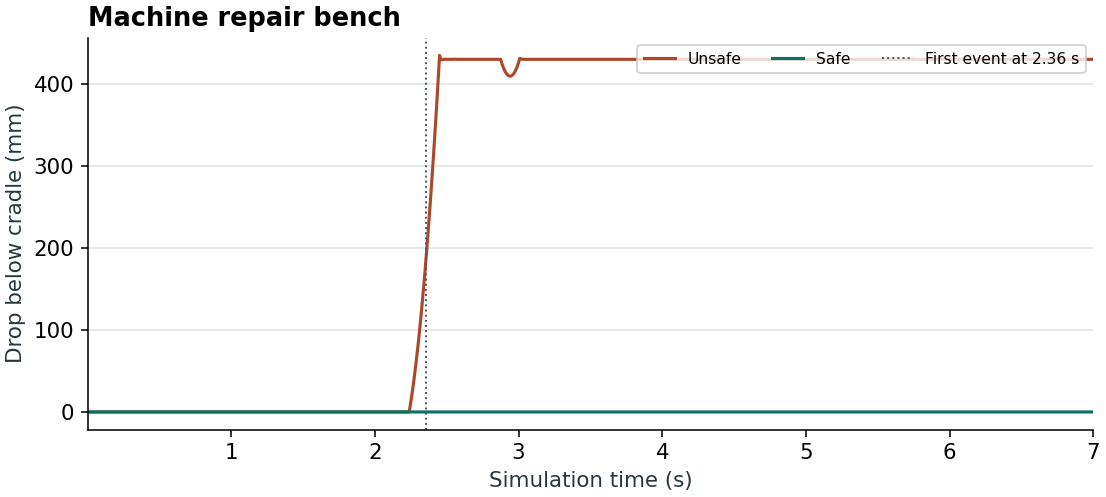 Machine repair bench
Unsafe Safe First event at 2.36 s
Drop below cradle (mm)
400
300
200
100
0
1 2 3 4 5 6 7
Simulation time (s)